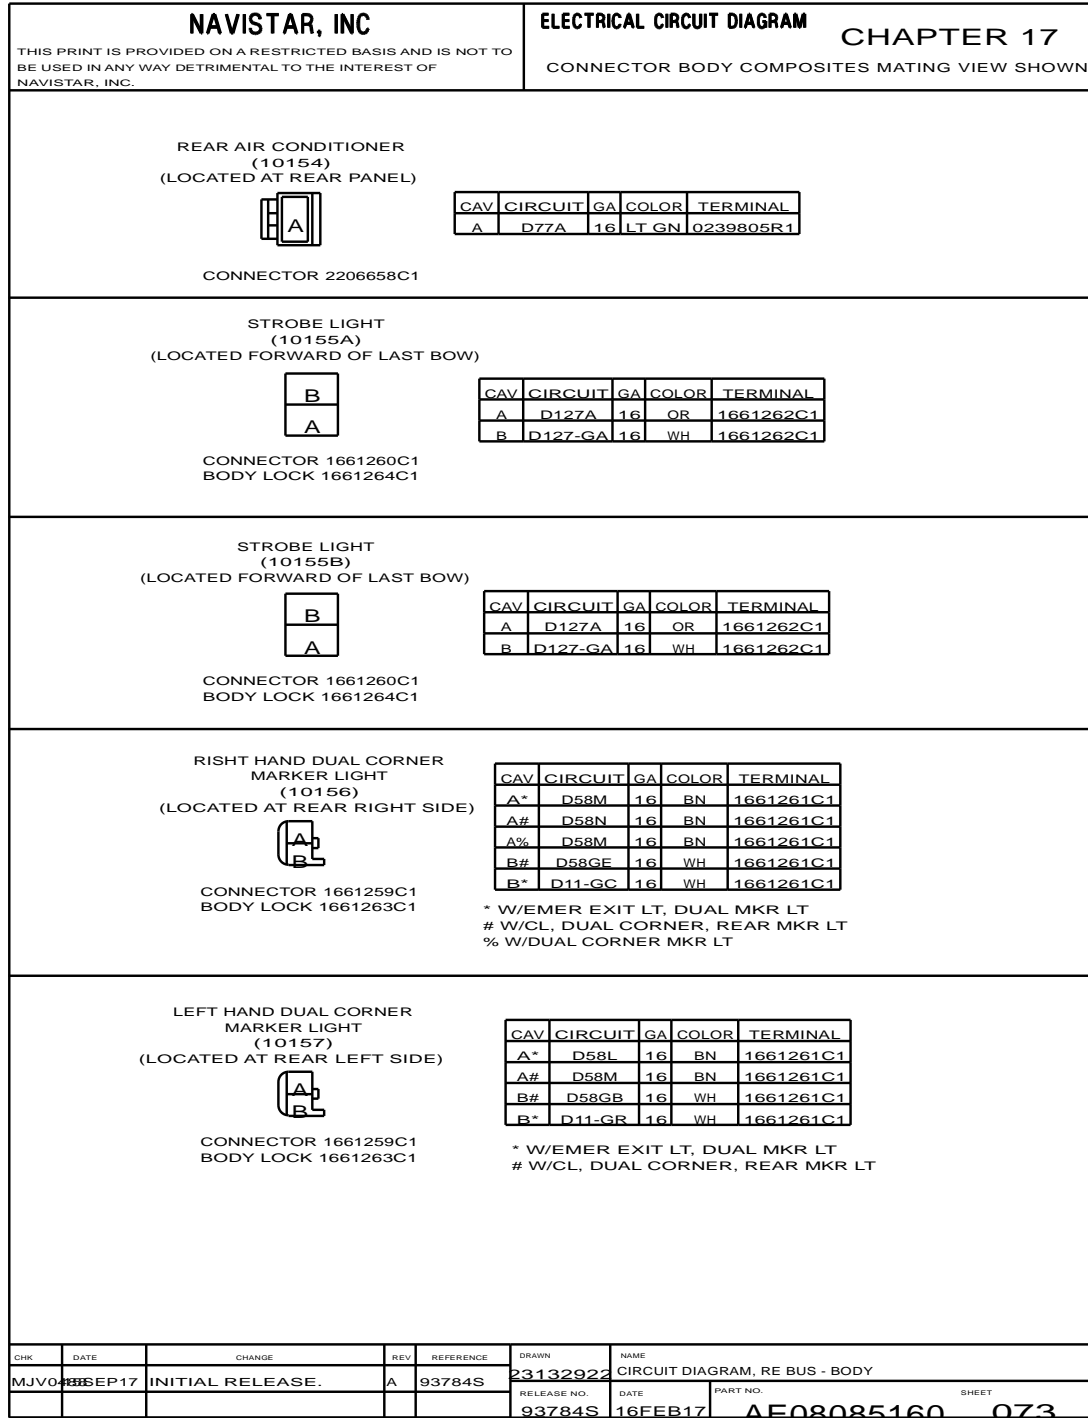 NAVISTAR, INC
THIS PRINT IS PROVIDED ON A RESTRICTED BASIS AND IS NOT TO
BE USED IN ANY WAY DETRIMENTAL TO THE INTEREST OF
NAVISTAR, INC.
ELECTRICAL CIRCUIT DIAGRAM
CHAPTER 17
CONNECTOR BODY COMPOSITES MATING VIEW SHOWN
REAR AIR CONDITIONER
(10154)
(LOCATED AT REAR PANEL)
A
CONNECTOR 2206658C1
CAV CIRCUIT GA COLOR TERMINAL
A D77A 16 LT GN 0239805R1
STROBE LIGHT
(10155A)
(LOCATED FORWARD OF LAST BOW)
B
A
CONNECTOR 1661260C1
BODY LOCK 1661264C1
CAV CIRCUIT GA COLOR TERMINAL
A D127A 16 OR 1661262C1
B D127-GA 16 WH 1661262C1
STROBE LIGHT
(10155B)
(LOCATED FORWARD OF LAST BOW)
B
A
CONNECTOR 1661260C1
BODY LOCK 1661264C1
CAV CIRCUIT GA COLOR TERMINAL
A D127A 16 OR 1661262C1
B D127-GA 16 WH 1661262C1
RISHT HAND DUAL CORNER
MARKER LIGHT
(10156)
(LOCATED AT REAR RIGHT SIDE)
A
B
CONNECTOR 1661259C1
BODY LOCK 1661263C1
CAV CIRCUIT GA COLOR TERMINAL
A* D58M 16 BN 1661261C1
A# D58N 16 BN 1661261C1
A% D58M 16 BN 1661261C1
B# D58GE 16 WH 1661261C1
B* D11-GC 16 WH 1661261C1
* W/EMER EXIT LT, DUAL MKR LT
# W/CL, DUAL CORNER, REAR MKR LT
% W/DUAL CORNER MKR LT
LEFT HAND DUAL CORNER
MARKER LIGHT
(10157)
(LOCATED AT REAR LEFT SIDE)
A
B
CONNECTOR 1661259C1
BODY LOCK 1661263C1
CAV CIRCUIT GA COLOR TERMINAL
A* D58L 16 BN 1661261C1
A# D58M 16 BN 1661261C1
B# D58GB 16 WH 1661261C1
B* D11-GR 16 WH 1661261C1
* W/EMER EXIT LT, DUAL MKR LT
# W/CL, DUAL CORNER, REAR MKR LT
CHK DATE CHANGE REV REFERENCE
INITIAL RELEASE. A 93784S
DRAWN
23132922
NAME
CIRCUIT DIAGRAM, RE BUS - BODY
RELEASE NO.
93784S
DATE
16FEB17
PART NO.
AE08085160
SHEET
073